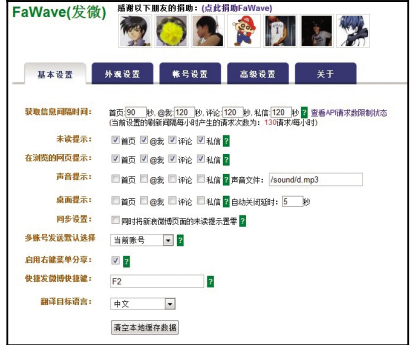 FaWave(发微)
感谢以下朋友的捐助：(点此捐助FaWave)
基本设置 外观设置 帐号设置 高级设置 关于
获取信息间隔时间： 首页:90 秒, @我:120 秒, 评论:120 秒, 私信:120 秒 ? 查看API请求数限制状态
(当前设置的刷新间隔每小时产生的请求次数为：130请求/每小时)
未读提示： 首页 @我 评论 私信 ?
在浏览的网页提示： 首页 @我 评论 私信 ?
声音提示： 首页 @我 评论 私信 ? 声音文件： /sound/d.mp3
桌面提示： 首页 @我 评论 私信 ? 自动关闭延时： 5 秒
同步设置： 同时将新浪微博页面的未读提示置零 ?
多账号发送默认选择 当前账号 ?
启用右键菜单分享： ?
快捷发微博快捷键： F2 ?
翻译目标语言： 中文
清空本地缓存数据